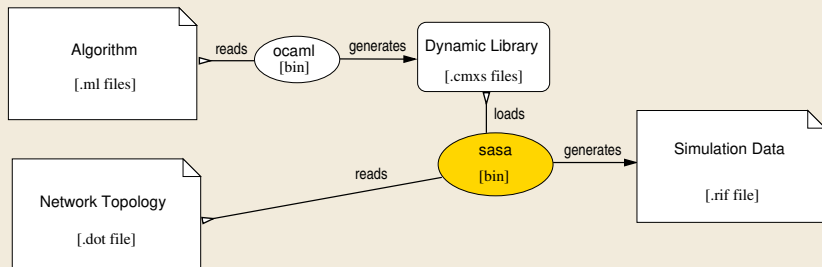 Algorithm
[.ml files]
reads
ocaml
[bin]
generates
Dynamic Library
[.cmxs files]
loads
sasa
[bin]
generates
Simulation Data
[.rif file]
reads
Network Topology
[.dot file]